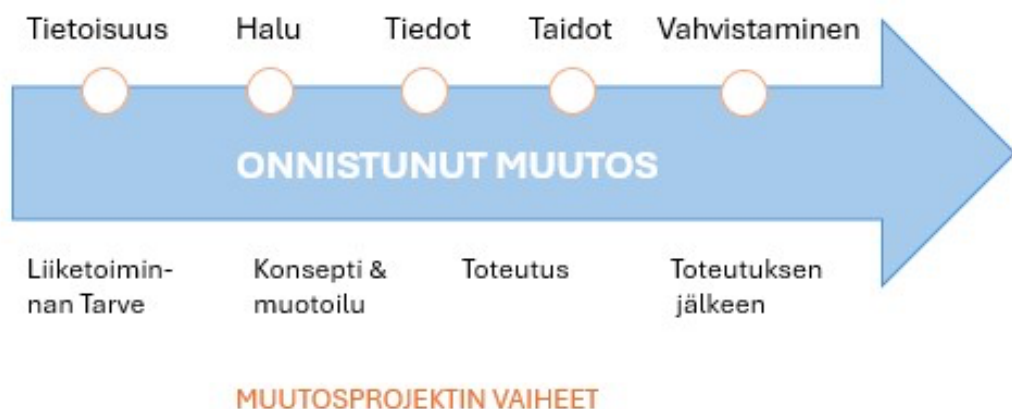 Tietoisuus Halu Tiedot Taidot Vahvistaminen
ONNISTUNUT MUUTOS
Liiketoimin- Konsepti & Toteutus Toteutuksen
nan Tarve muotoilu jälkeen
MUUTOSPROJEKTIN VAIHEET